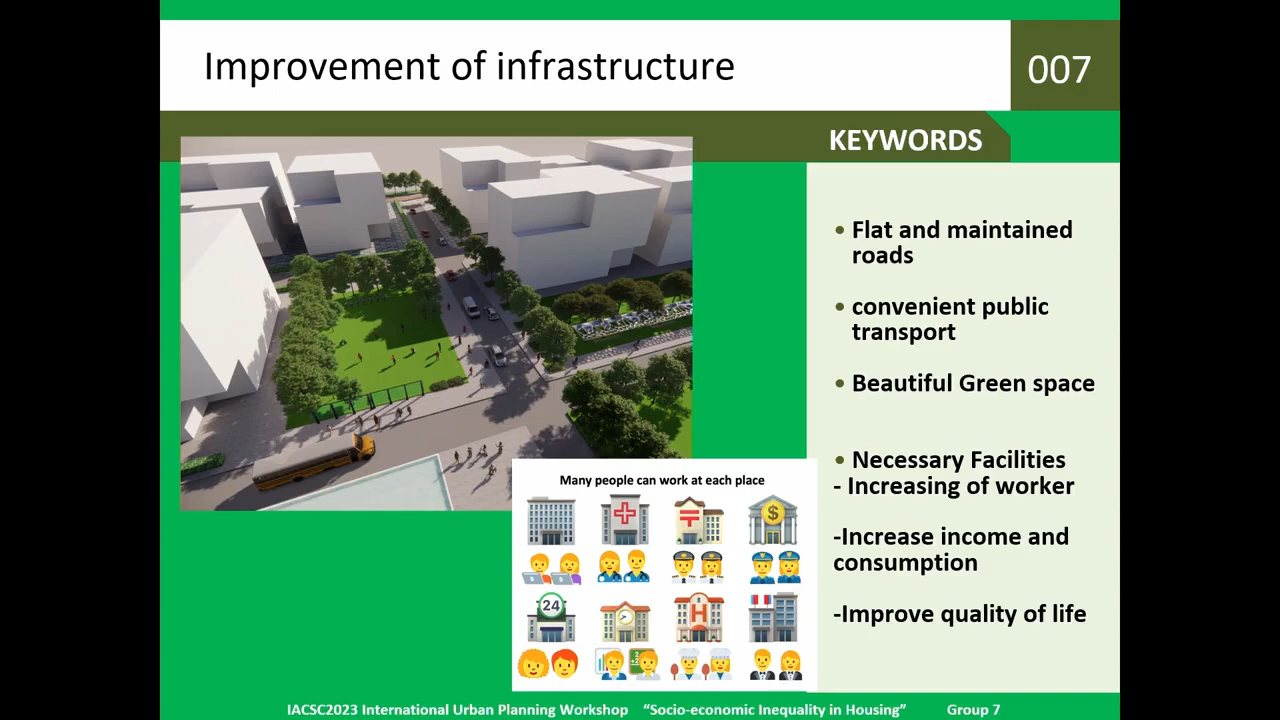 Improvement of infrastructure
007
KEYWORDS
• Flat and maintained
roads
• convenient public
transport
• Beautiful Green space
• Necessary Facilities
- Increasing of worker
-Increase income and
consumption
-Improve quality of life
Many people can work at each place
24
IACSC2023 International Urban Planning Workshop “Socio-economic Inequality in Housing” Group 7